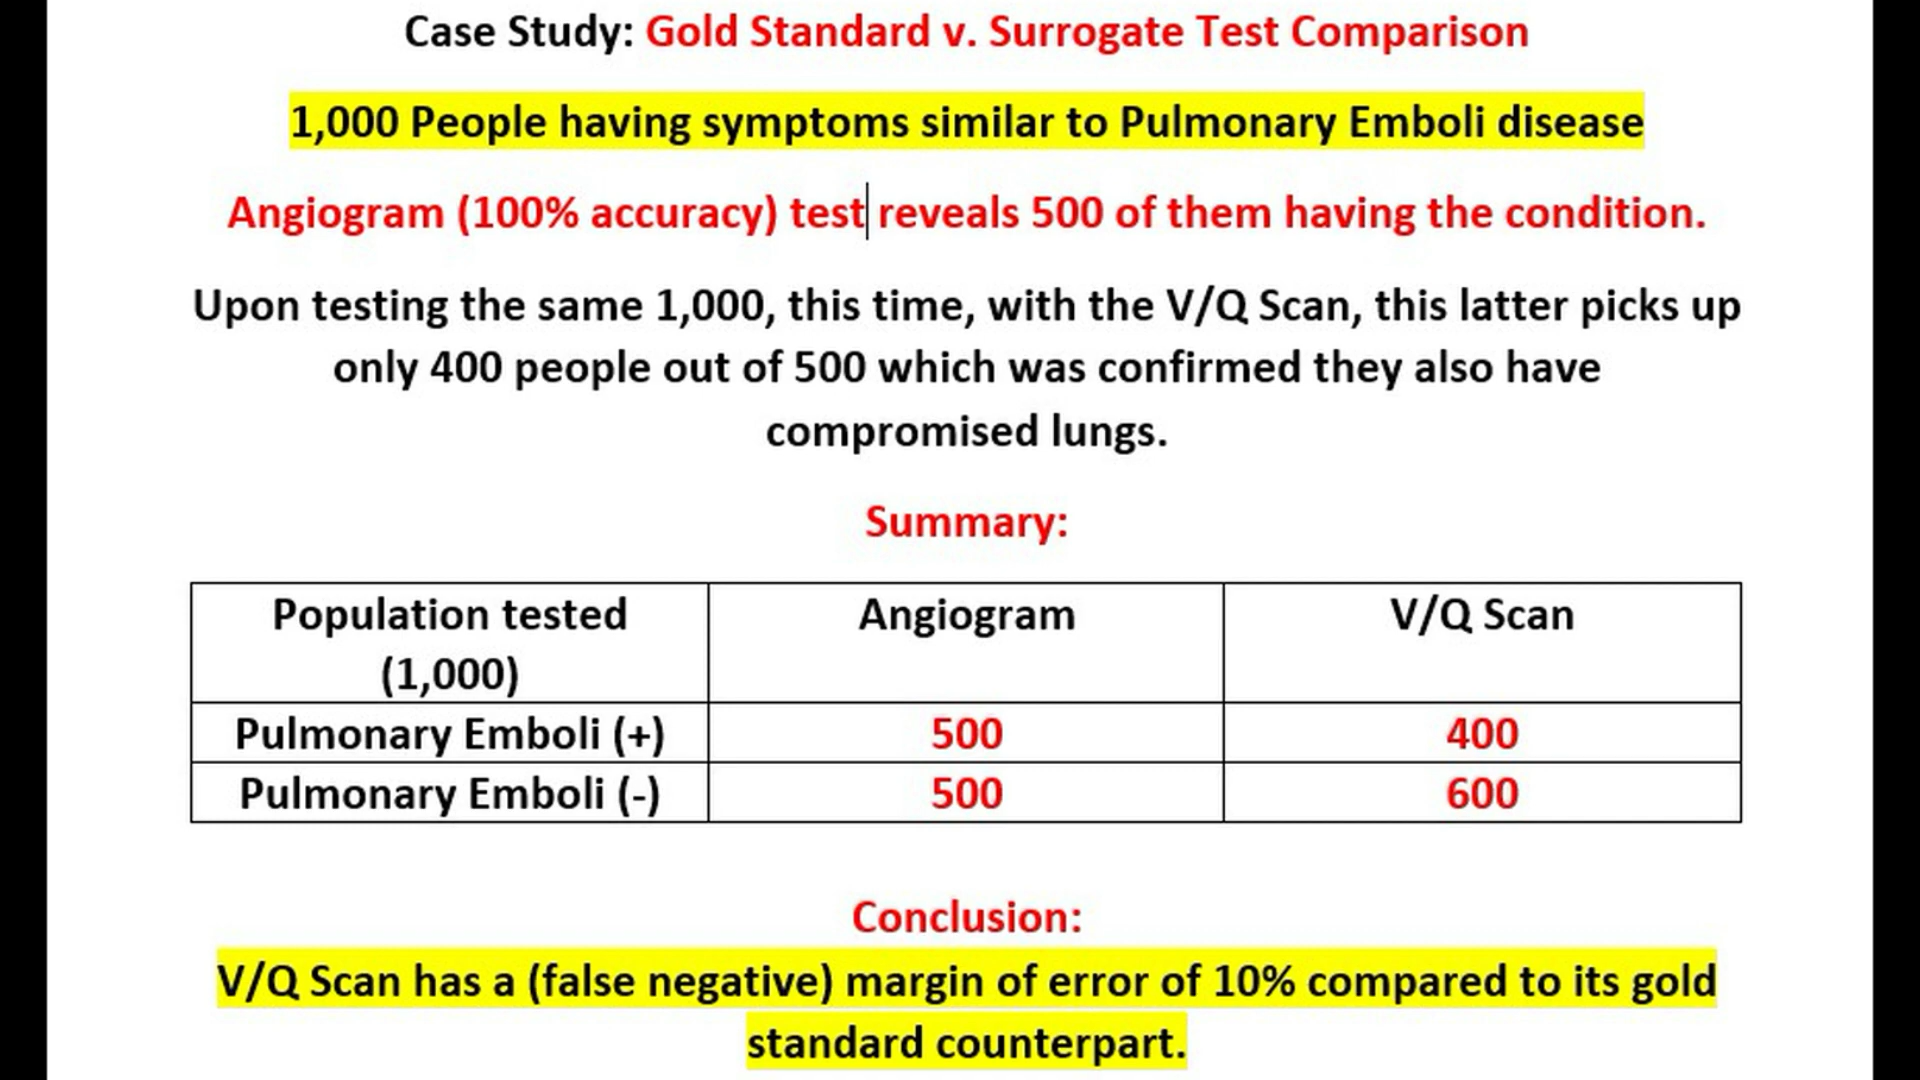 Case Study: Gold Standard v. Surrogate Test Comparison
1,000 People having symptoms similar to Pulmonary Emboli disease
Angiogram (100% accuracy) test reveals 500 of them having the condition.
Upon testing the same 1,000, this time, with the V/Q Scan, this latter picks up
only 400 people out of 500 which was confirmed they also have
compromised lungs.
Summary:
Population tested (1,000) Angiogram V/Q Scan
Pulmonary Emboli (+) 500 400
Pulmonary Emboli (-) 500 600
Conclusion:
V/Q Scan has a (false negative) margin of error of 10% compared to its gold
standard counterpart.